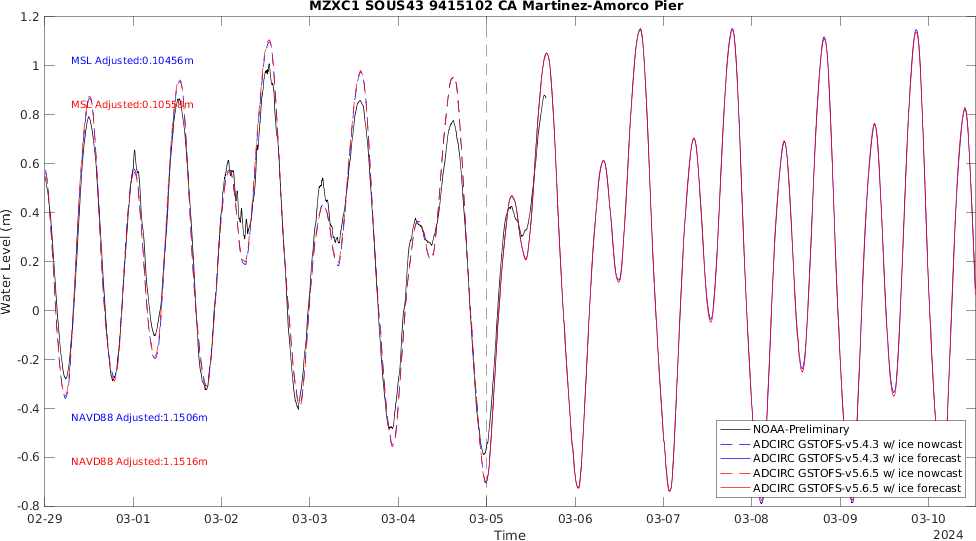 MZXC1 SOUS43 9415102 CA Martinez-Amorco Pier
1.2
1
0.8
0.6
0.4
0.2
0
-0.2
-0.4
-0.6
-0.8
Water Level (m)
MSL Adjusted:0.10456m
MSL Adjusted:0.10558m
NAVD88 Adjusted:1.1506m
NAVD88 Adjusted:1.1516m
NOAA-Preliminary
ADCIRC GSTOFS-v5.4.3 w/ ice nowcast
ADCIRC GSTOFS-v5.4.3 w/ ice forecast
ADCIRC GSTOFS-v5.6.5 w/ ice nowcast
ADCIRC GSTOFS-v5.6.5 w/ ice forecast
02-29 03-01 03-02 03-03 03-04 03-05 03-06 03-07 03-08 03-09 03-10
Time
2024